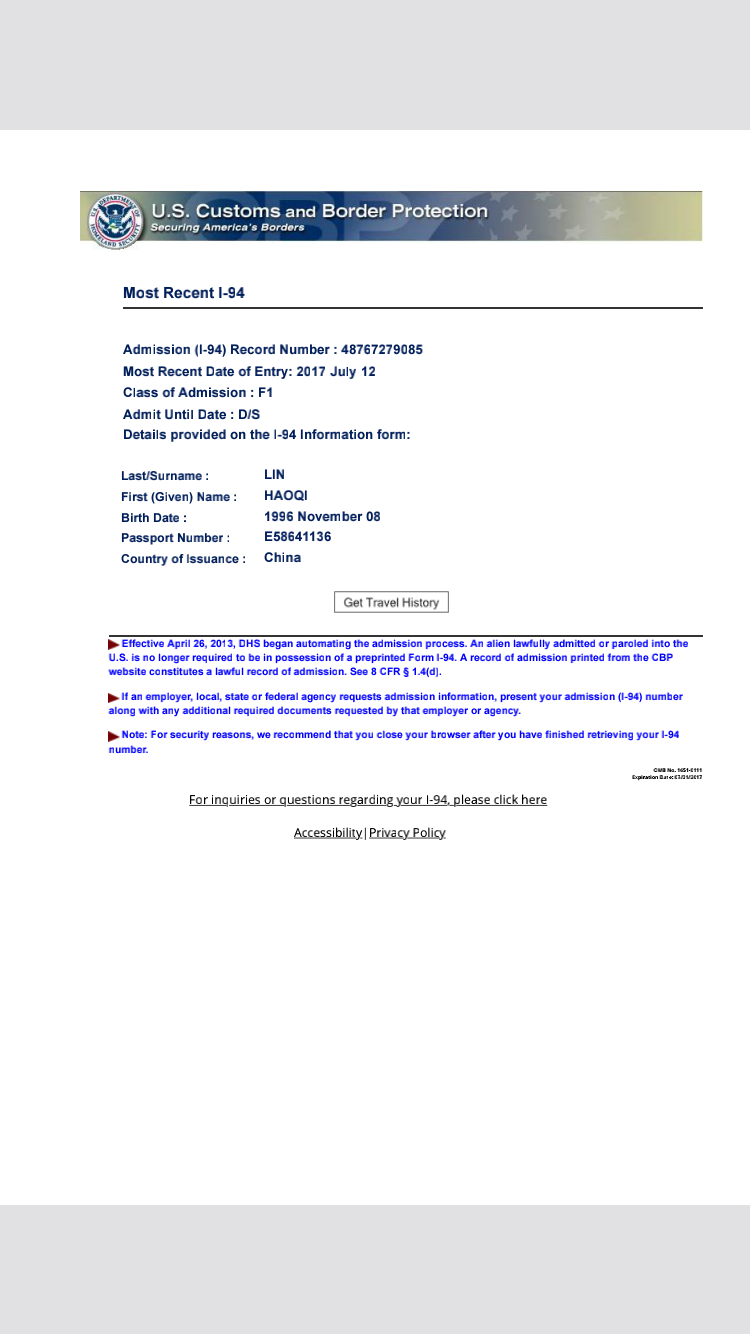 U.S. Customs and Border Protection
Securing America's Borders
Most Recent I-94
Admission (I-94) Record Number : 48767279085
Most Recent Date of Entry: 2017 July 12
Class of Admission : F1
Admit Until Date : D/S
Details provided on the I-94 Information form:
Last/Surname : LIN
First (Given) Name : HAOQI
Birth Date : 1996 November 08
Passport Number : E58641136
Country of Issuance : China
Get Travel History
Effective April 26, 2013, DHS began automating the admission process. An alien lawfully admitted or paroled into the
U.S. is no longer required to be in possession of a preprinted Form I-94. A record of admission printed from the CBP
website constitutes a lawful record of admission. See 8 CFR § 1.4(d).
If an employer, local, state or federal agency requests admission information, present your admission (I-94) number
along with any additional required documents requested by that employer or agency.
Note: For security reasons, we recommend that you close your browser after you have finished retrieving your I-94
number.
OMB No. 1651-0111
Expiration Date: 07/31/2017
For inquiries or questions regarding your I-94, please click here
Accessibility|Privacy Policy